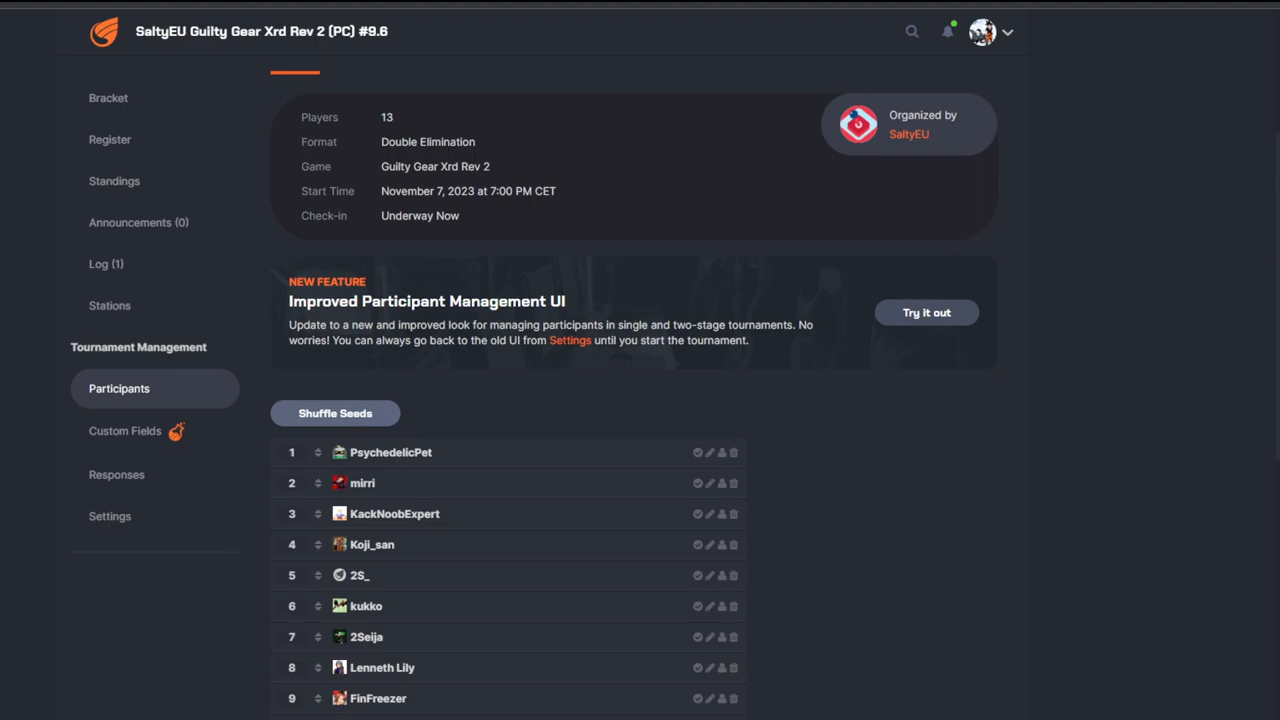 SaltyEU Guilty Gear Xrd Rev 2 (PC) #9.6
Bracket
Register
Standings
Announcements (0)
Log (1)
Stations
Tournament Management
Participants
Custom Fields
Responses
Settings
Players 13
Format Double Elimination
Game Guilty Gear Xrd Rev 2
Start Time November 7, 2023 at 7:00 PM CET
Check-in Underway Now
Organized by
SaltyEU
NEW FEATURE
Improved Participant Management UI
Update to a new and improved look for managing participants in single and two-stage tournaments. No
worries! You can always go back to the old UI from Settings until you start the tournament.
Try it out
Shuffle Seeds
1 PsychedelicPet
2 mirri
3 KackNoobExpert
4 Koji_san
5 2S_
6 kukko
7 2Seija
8 Lenneth Lily
9 FinFreezer